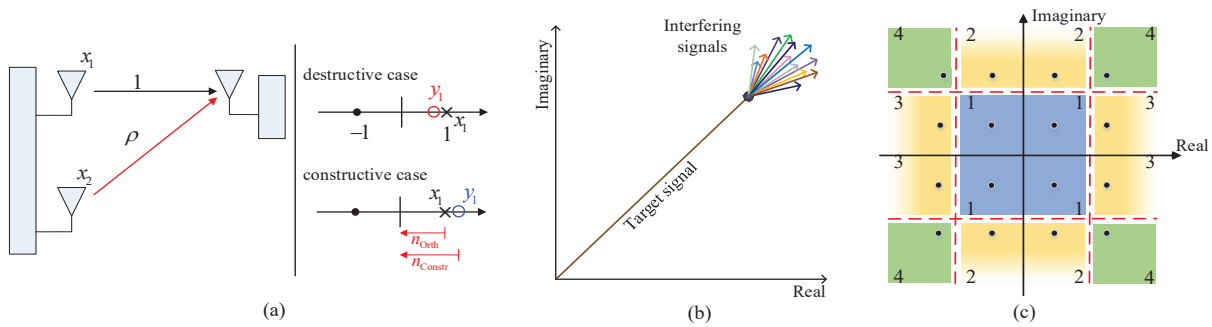 x1
1
ρ
x2
destructive case
y1
–1
1
x1
constructive case
x1
y1
nOrth
nConstr
(a)
Imaginary
Interfering
signals
Target signal
Real
(b)
Imaginary
4
2
2
4
3
1
1
3
Real
3
3
1
1
4
2
2
4
(c)